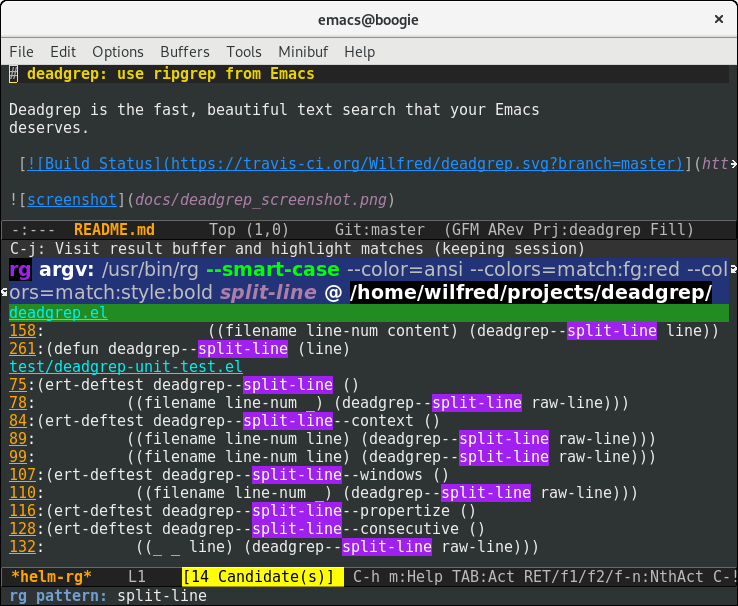 emacs@boogie ×
File Edit Options Buffers Tools Minibuf Help
# deadgrep: use ripgrep from Emacs
Deadgrep is the fast, beautiful text search that your Emacs
deserves.
[![Build Status](https://travis-ci.org/Wilfred/deadgrep.svg?branch=master)](htt
![screenshot](docs/deadgrep_screenshot.png)
-:--- README.md Top (1,0) Git:master (GFM ARev Prj:deadgrep Fill)
C-j: Visit result buffer and highlight matches (keeping session)
rg argv: /usr/bin/rg --smart-case --color=ansi --colors=match:fg:red --col
ors=match:style:bold split-line @ /home/wilfred/projects/deadgrep/
deadgrep.el
158: ((filename line-num content) (deadgrep--split-line line))
261:(defun deadgrep--split-line (line)
test/deadgrep-unit-test.el
75:(ert-deftest deadgrep--split-line ()
78: ((filename line-num _) (deadgrep--split-line raw-line)))
84:(ert-deftest deadgrep--split-line--context ()
89: ((filename line-num line) (deadgrep--split-line raw-line)))
99: ((filename line-num line) (deadgrep--split-line raw-line)))
107:(ert-deftest deadgrep--split-line--windows ()
110: ((filename line-num _) (deadgrep--split-line raw-line)))
116:(ert-deftest deadgrep--split-line--propertize ()
128:(ert-deftest deadgrep--split-line--consecutive ()
132: ((_ _ line) (deadgrep--split-line raw-line)))
*helm-rg* L1 [14 Candidate(s)] C-h m:Help TAB:Act RET/f1/f2/f-n:NthAct C-!
rg pattern: split-line